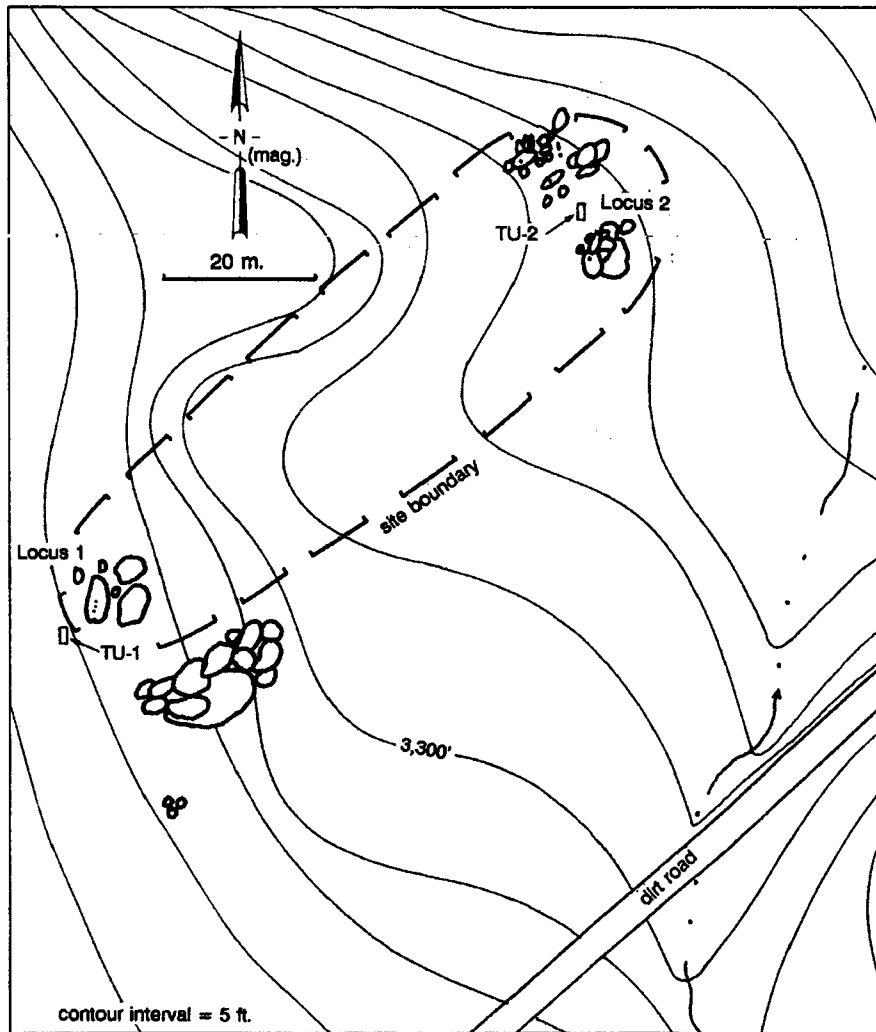 - N -
(mag.)
20 m.
Locus 2
TU-2
site boundary
Locus 1
TU-1
3,300'
dirt road
contour interval = 5 ft.